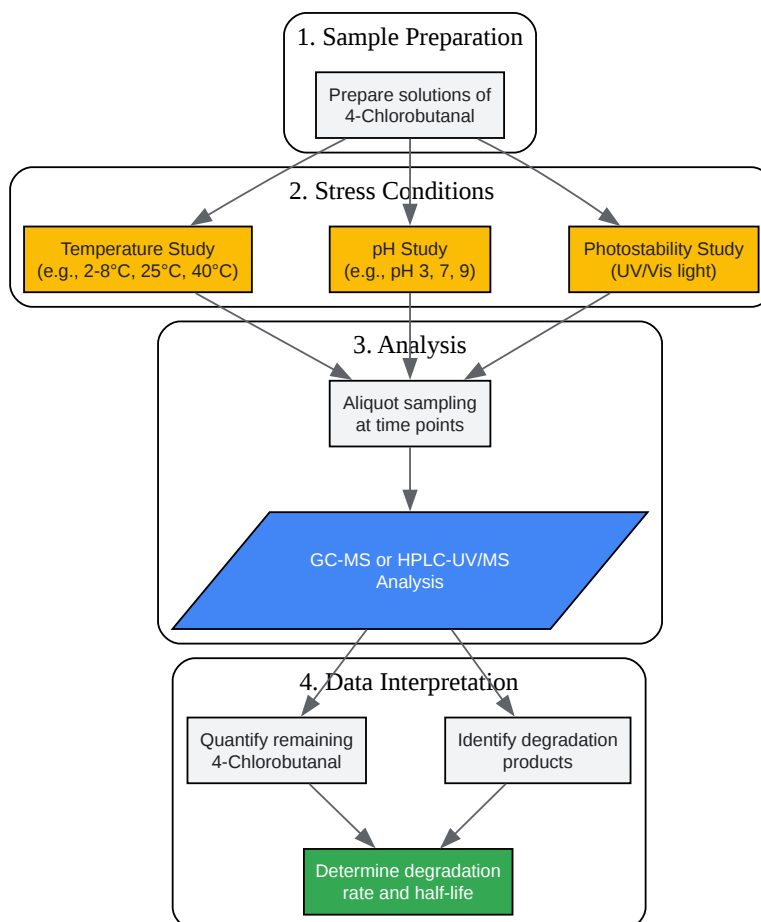 1. Sample Preparation
Prepare solutions of
4-Chlorobutanal
2. Stress Conditions
Temperature Study
(e.g., 2-8°C, 25°C, 40°C)
pH Study
(e.g., pH 3, 7, 9)
Photostability Study
(UV/Vis light)
3. Analysis
Aliquot sampling
at time points
GC-MS or HPLC-UV/MS
Analysis
4. Data Interpretation
Quantify remaining
4-Chlorobutanal
Identify degradation
products
Determine degradation
rate and half-life